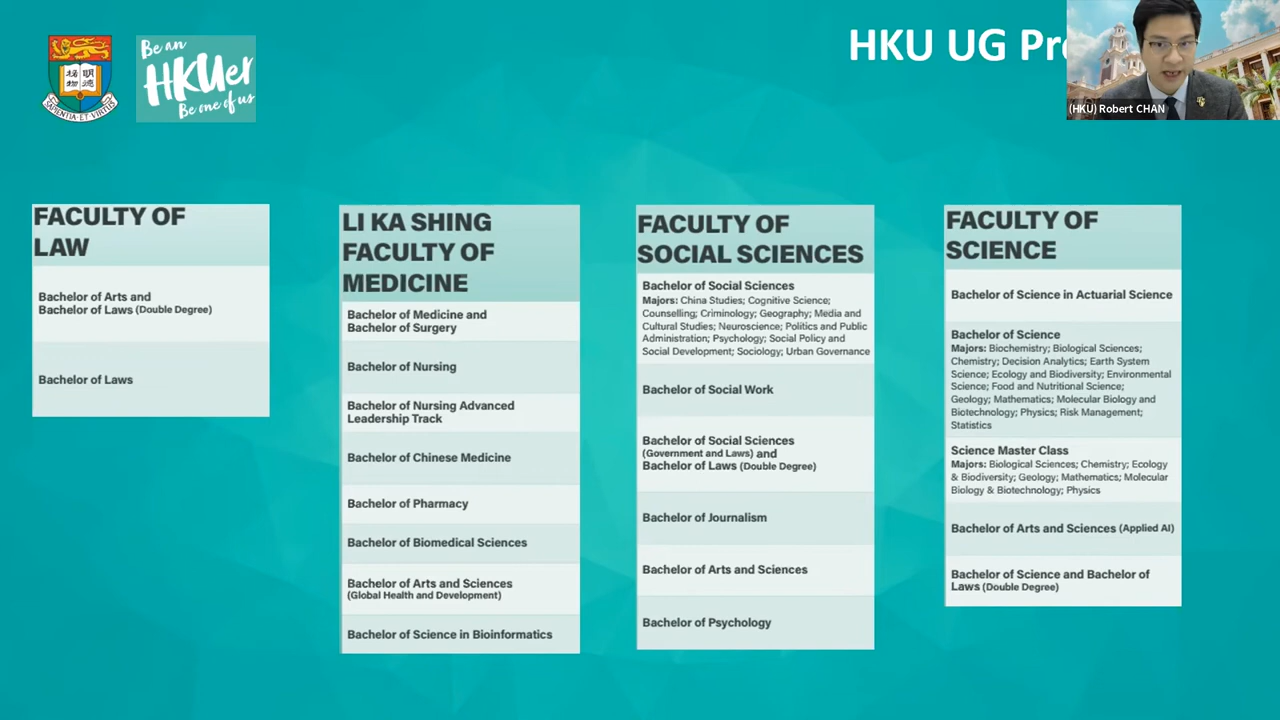 Be an
HKUer
Be one of us
明 德
格 物
SAPIENTIA·ET·VIRTUS
HKU UG
(HKU) Robert CHAN
FACULTY OF
LAW
Bachelor of Arts and
Bachelor of Laws (Double Degree)
Bachelor of Laws
LI KA SHING
FACULTY OF
MEDICINE
Bachelor of Medicine and
Bachelor of Surgery
Bachelor of Nursing
Bachelor of Nursing Advanced
Leadership Track
Bachelor of Chinese Medicine
Bachelor of Pharmacy
Bachelor of Biomedical Sciences
Bachelor of Arts and Sciences
(Global Health and Development)
Bachelor of Science in Bioinformatics
FACULTY OF
SOCIAL SCIENCES
Bachelor of Social Sciences
Majors: China Studies; Cognitive Science;
Counselling; Criminology; Geography; Media and
Cultural Studies; Neuroscience; Politics and Public
Administration; Psychology; Social Policy and
Social Development; Sociology; Urban Governance
Bachelor of Social Work
Bachelor of Social Sciences
(Government and Laws) and
Bachelor of Laws (Double Degree)
Bachelor of Journalism
Bachelor of Arts and Sciences
Bachelor of Psychology
FACULTY OF
SCIENCE
Bachelor of Science in Actuarial Science
Bachelor of Science
Majors: Biochemistry; Biological Sciences;
Chemistry; Decision Analytics; Earth System
Science; Ecology and Biodiversity; Environmental
Science; Food and Nutritional Science;
Geology; Mathematics; Molecular Biology and
Biotechnology; Physics; Risk Management;
Statistics
Science Master Class
Majors: Biological Sciences; Chemistry; Ecology
& Biodiversity; Geology; Mathematics; Molecular
Biology & Biotechnology; Physics
Bachelor of Arts and Sciences (Applied AI)
Bachelor of Science and Bachelor of
Laws (Double Degree)